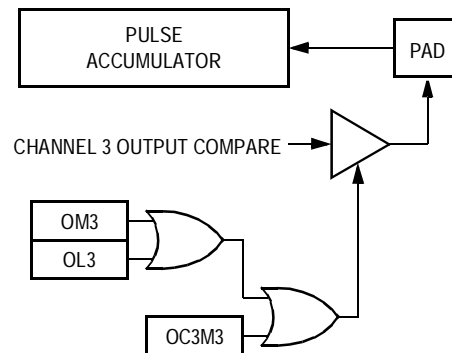 PULSE
ACCUMULATOR
PAD
CHANNEL 3 OUTPUT COMPARE
OM3
OL3
OC3M3